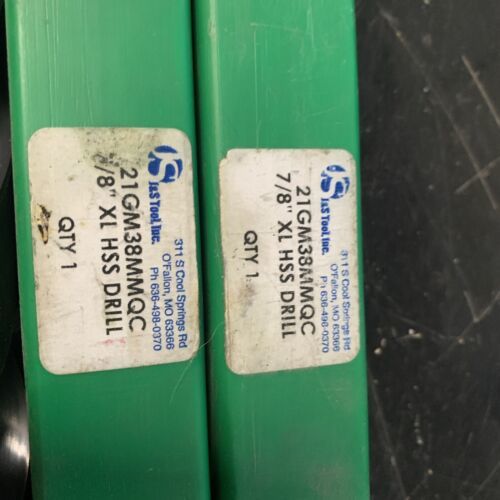 JS
J&S Tool, Inc.
311 S Cool Springs Rd
O'Fallon, MO 63366
Ph 636-498-0370
21GM38MMQC
/8" XL HSS DRILL
QTY 1
JS
J&S Tool, Inc.
311 S Cool Springs Rd
O'Fallon, MO 63366
Ph 636-498-0370
21GM38MMQC
7/8" XL HSS DRILL
QTY 1